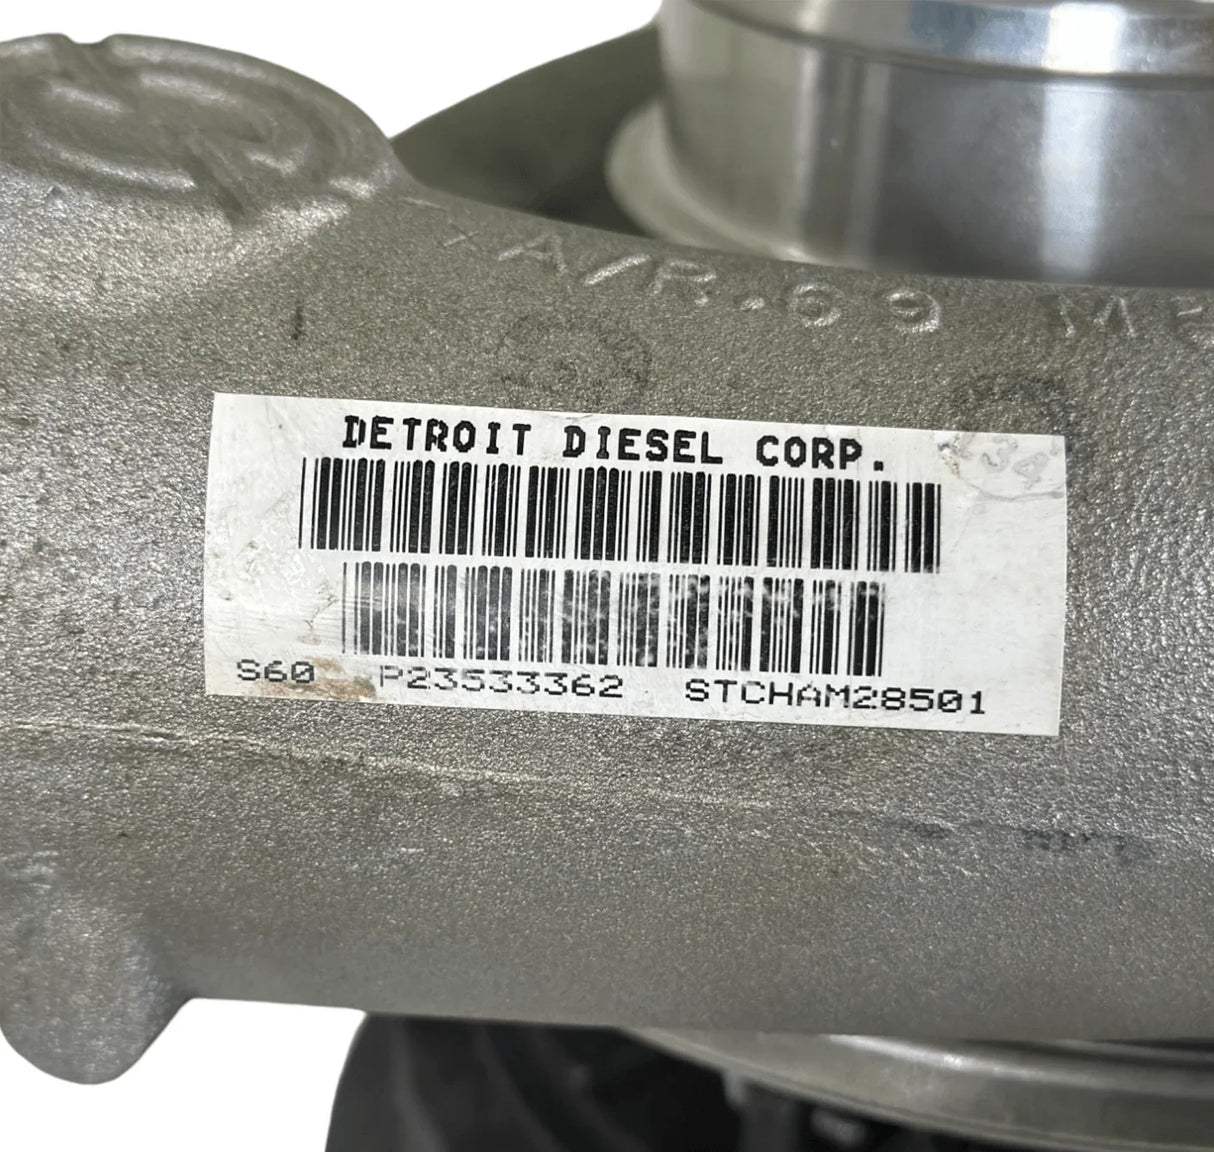 A/R.69 M
DETROIT DIESEL CORP.
S60 P23533362 STCHAM28501